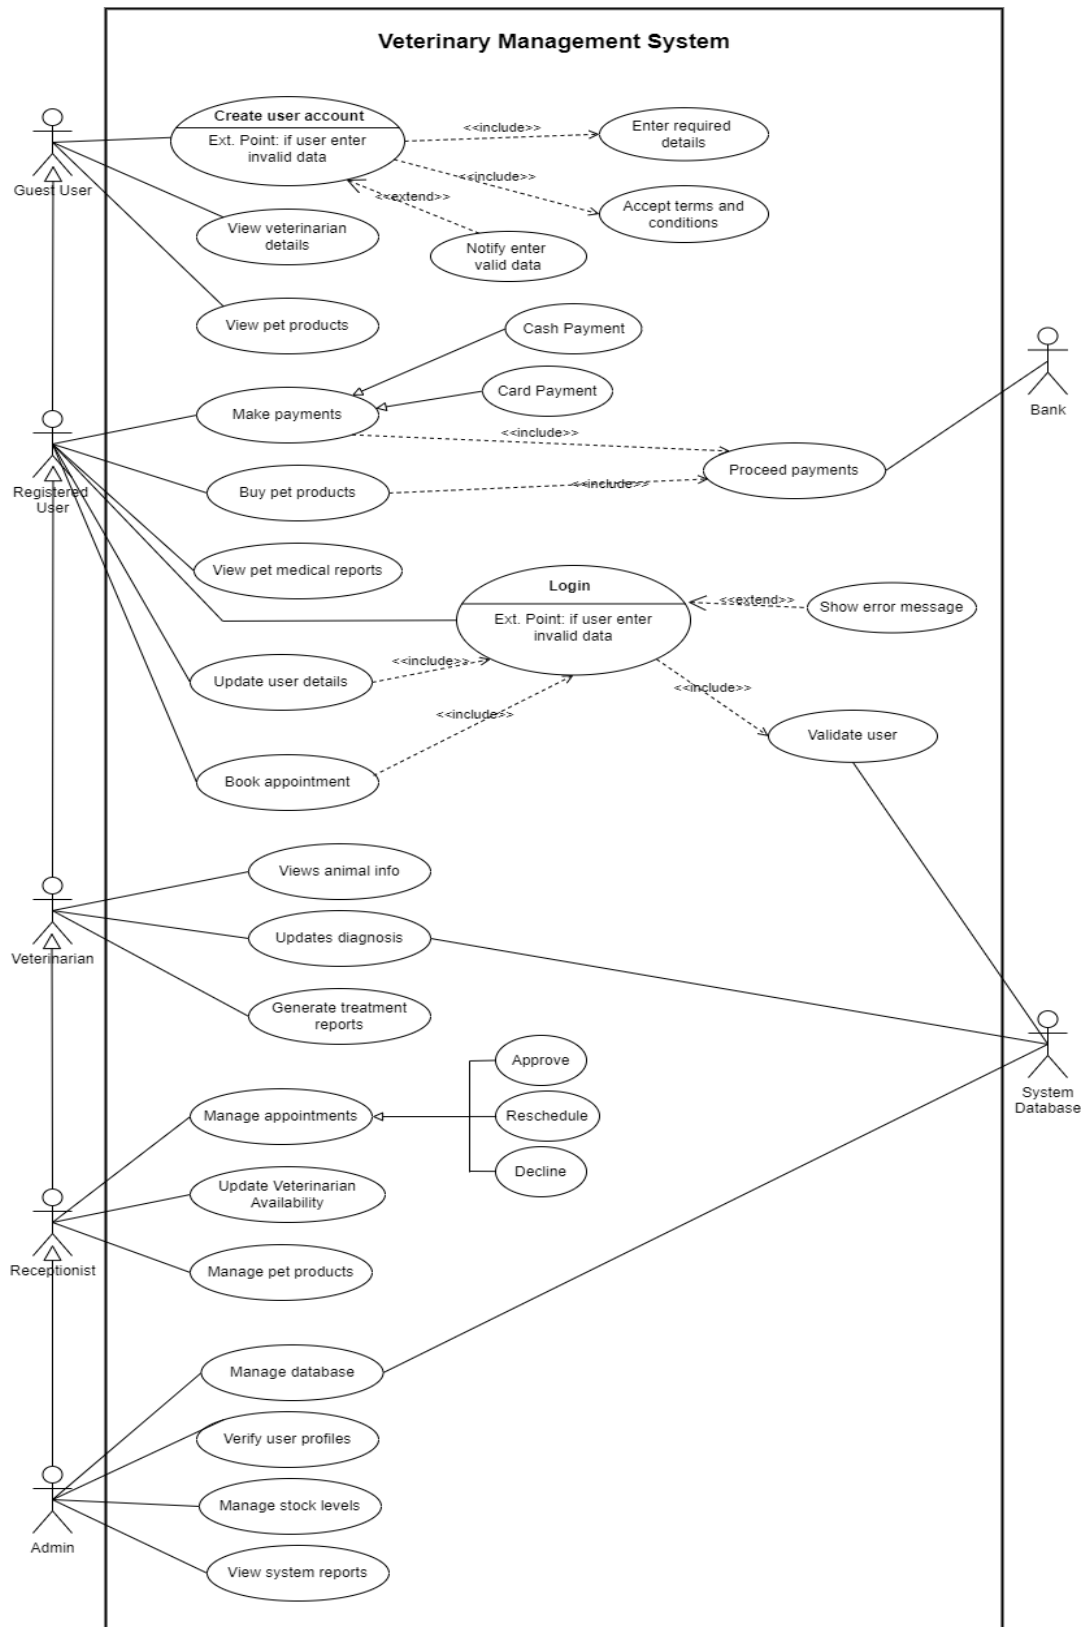 Veterinary Management System
Create user account
Ext. Point: if user enter
invalid data
<<include>>
Enter required
details
<<include>>
Accept terms and
conditions
<<extend>>
Notify enter
valid data
Guest User
View veterinarian
details
View pet products
Cash Payment
Card Payment
Make payments
<<include>>
Bank
Proceed payments
Buy pet products
<<include>>
Registered
User
View pet medical reports
Login
Ext. Point: if user enter
invalid data
<<extend>>
Show error message
Update user details
<<include>>
<<include>>
<<include>>
Validate user
Book appointment
Views animal info
Updates diagnosis
Veterinarian
Generate treatment
reports
Approve
Manage appointments
Reschedule
Decline
System
Database
Update Veterinarian
Availability
Manage pet products
Receptionist
Manage database
Verify user profiles
Manage stock levels
Admin
View system reports